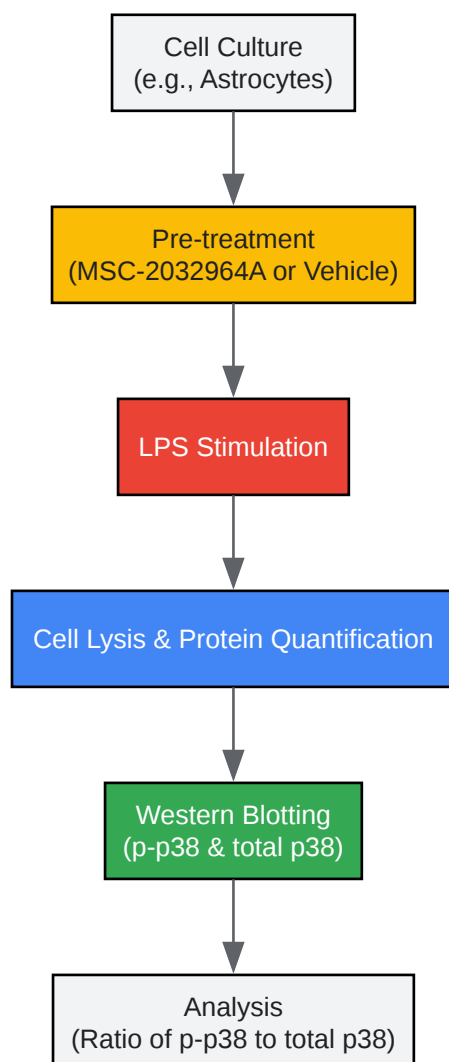 Cell Culture
(e.g., Astrocytes)
Pre-treatment
(MSC-2032964A or Vehicle)
LPS Stimulation
Cell Lysis & Protein Quantification
Western Blotting
(p-p38 & total p38)
Analysis
(Ratio of p-p38 to total p38)